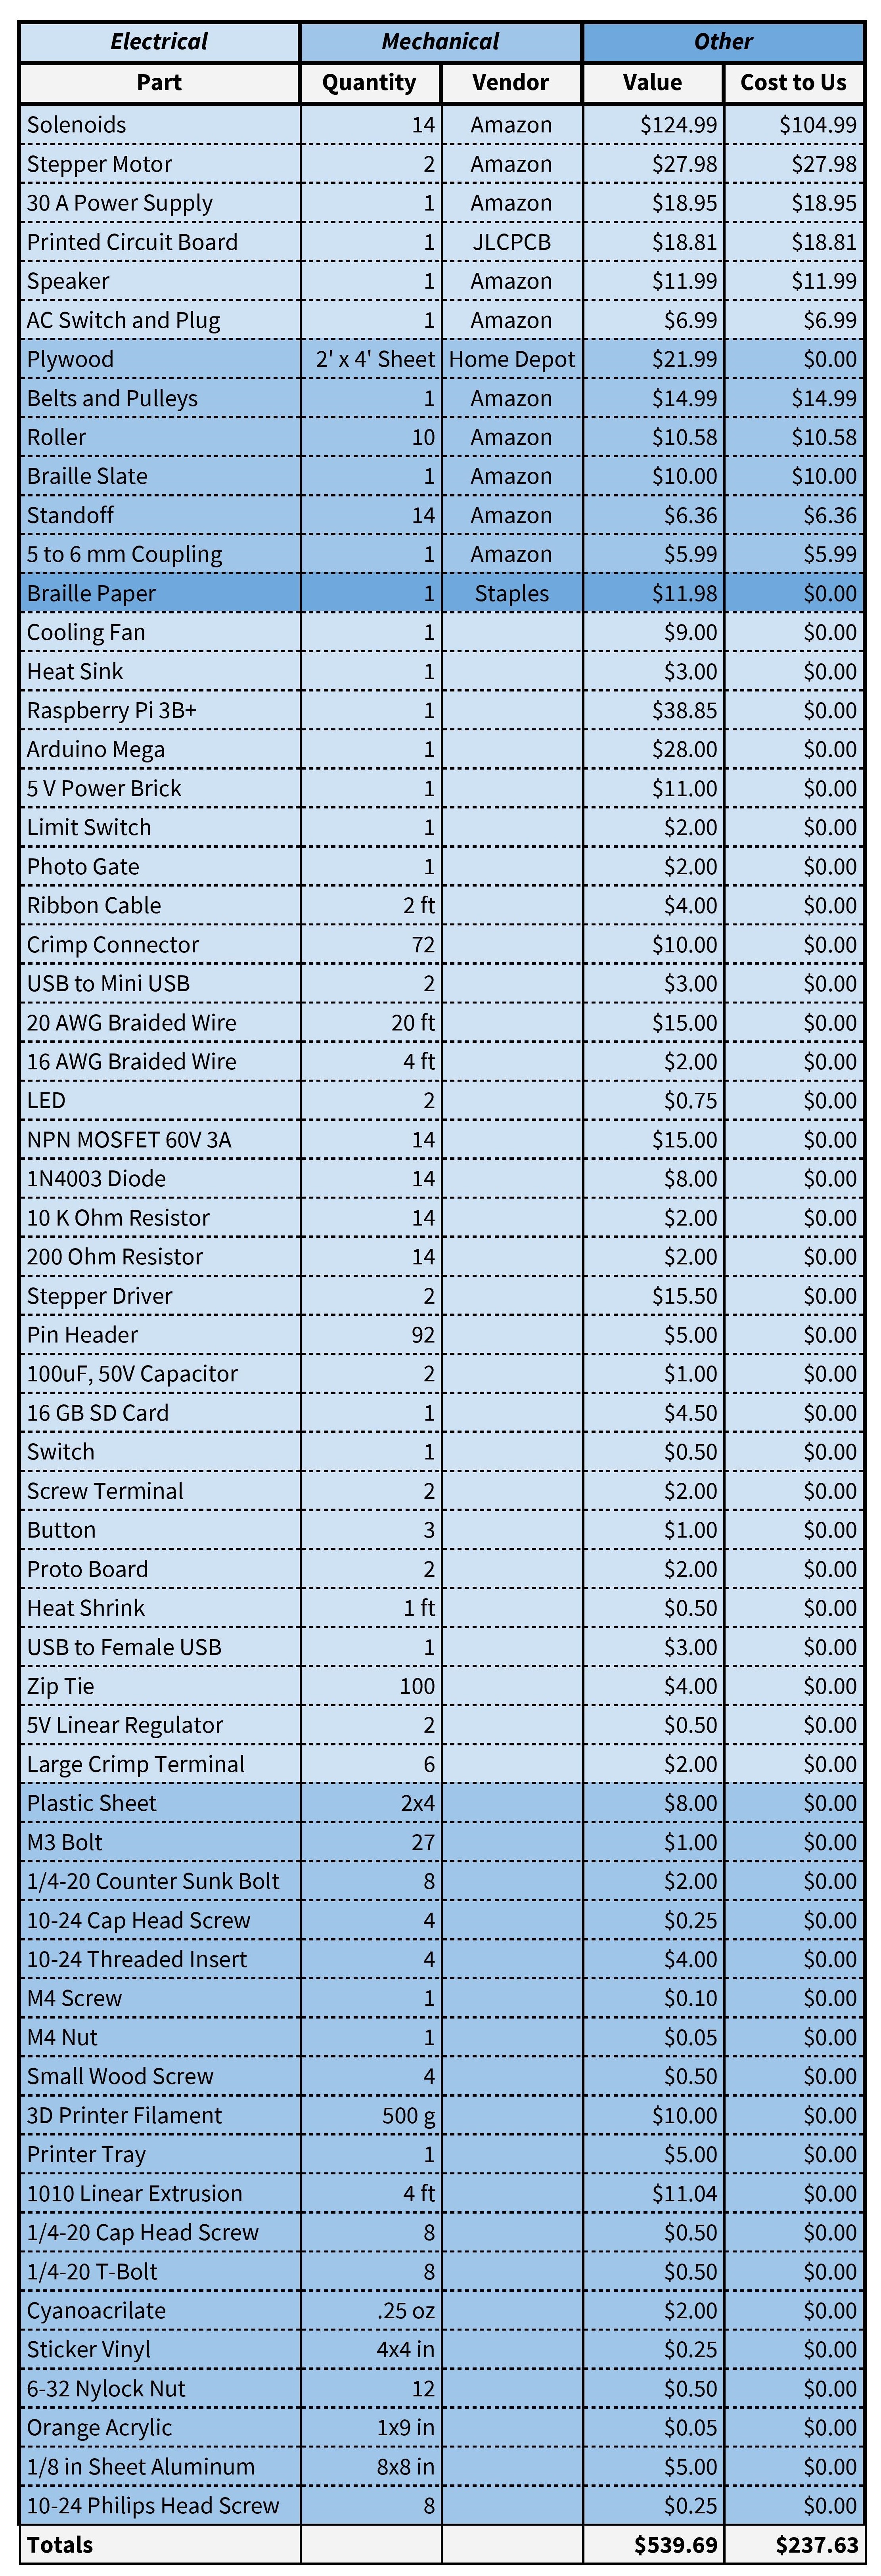 Electrical Mechanical Other
Part Quantity Vendor Value Cost to Us
Solenoids 14 Amazon $124.99 $104.99
Stepper Motor 2 Amazon $27.98 $27.98
30 A Power Supply 1 Amazon $18.95 $18.95
Printed Circuit Board 1 JLCPCB $18.81 $18.81
Speaker 1 Amazon $11.99 $11.99
AC Switch and Plug 1 Amazon $6.99 $6.99
Plywood 2' x 4' Sheet Home Depot $21.99 $0.00
Belts and Pulleys 1 Amazon $14.99 $14.99
Roller 10 Amazon $10.58 $10.58
Braille Slate 1 Amazon $10.00 $10.00
Standoff 14 Amazon $6.36 $6.36
5 to 6 mm Coupling 1 Amazon $5.99 $5.99
Braille Paper 1 Staples $11.98 $0.00
Cooling Fan 1 $9.00 $0.00
Heat Sink 1 $3.00 $0.00
Raspberry Pi 3B+ 1 $38.85 $0.00
Arduino Mega 1 $28.00 $0.00
5 V Power Brick 1 $11.00 $0.00
Limit Switch 1 $2.00 $0.00
Photo Gate 1 $2.00 $0.00
Ribbon Cable 2 ft $4.00 $0.00
Crimp Connector 72 $10.00 $0.00
USB to Mini USB 2 $3.00 $0.00
20 AWG Braided Wire 20 ft $15.00 $0.00
16 AWG Braided Wire 4 ft $2.00 $0.00
LED 2 $0.75 $0.00
NPN MOSFET 60V 3A 14 $15.00 $0.00
1N4003 Diode 14 $8.00 $0.00
10 K Ohm Resistor 14 $2.00 $0.00
200 Ohm Resistor 14 $2.00 $0.00
Stepper Driver 2 $15.50 $0.00
Pin Header 92 $5.00 $0.00
100uF, 50V Capacitor 2 $1.00 $0.00
16 GB SD Card 1 $4.50 $0.00
Switch 1 $0.50 $0.00
Screw Terminal 2 $2.00 $0.00
Button 3 $1.00 $0.00
Proto Board 2 $2.00 $0.00
Heat Shrink 1 ft $0.50 $0.00
USB to Female USB 1 $3.00 $0.00
Zip Tie 100 $4.00 $0.00
5V Linear Regulator 2 $0.50 $0.00
Large Crimp Terminal 6 $2.00 $0.00
Plastic Sheet 2x4 $8.00 $0.00
M3 Bolt 27 $1.00 $0.00
1/4-20 Counter Sunk Bolt 8 $2.00 $0.00
10-24 Cap Head Screw 4 $0.25 $0.00
10-24 Threaded Insert 4 $4.00 $0.00
M4 Screw 1 $0.10 $0.00
M4 Nut 1 $0.05 $0.00
Small Wood Screw 4 $0.50 $0.00
3D Printer Filament 500 g $10.00 $0.00
Printer Tray 1 $5.00 $0.00
1010 Linear Extrusion 4 ft $11.04 $0.00
1/4-20 Cap Head Screw 8 $0.50 $0.00
1/4-20 T-Bolt 8 $0.50 $0.00
Cyanoacrilate .25 oz $2.00 $0.00
Sticker Vinyl 4x4 in $0.25 $0.00
6-32 Nylock Nut 12 $0.50 $0.00
Orange Acrylic 1x9 in $0.05 $0.00
1/8 in Sheet Aluminum 8x8 in $5.00 $0.00
10-24 Philips Head Screw 8 $0.25 $0.00
Totals $539.69 $237.63